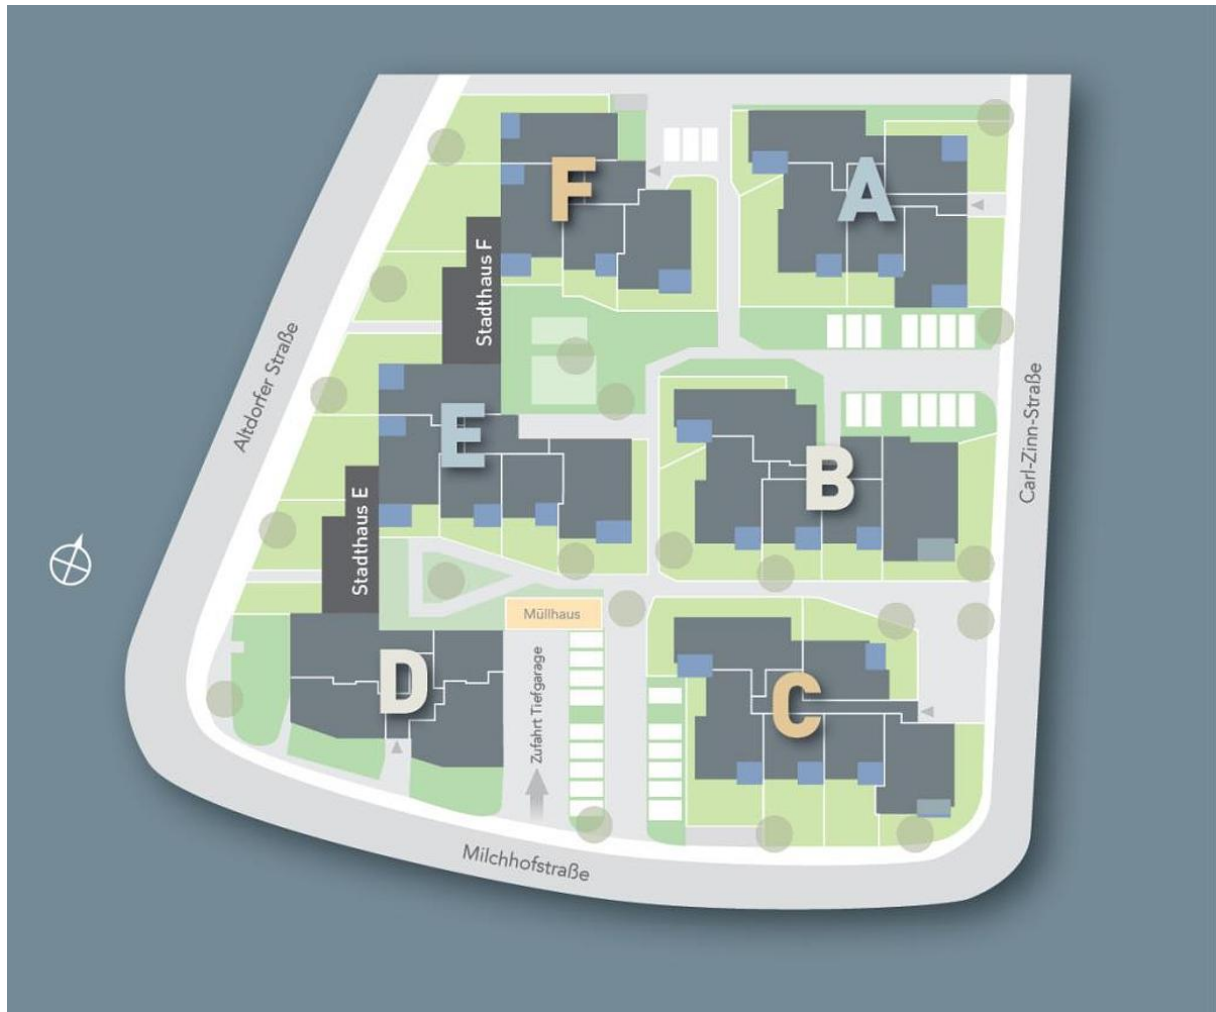 F
A
Stadthaus F
Altdorfer Straße
E
Carl-Zinn-Straße
B
Stadthaus E
Müllhaus
D
Zufahrt Tiefgarage
C
Milchhofstraße